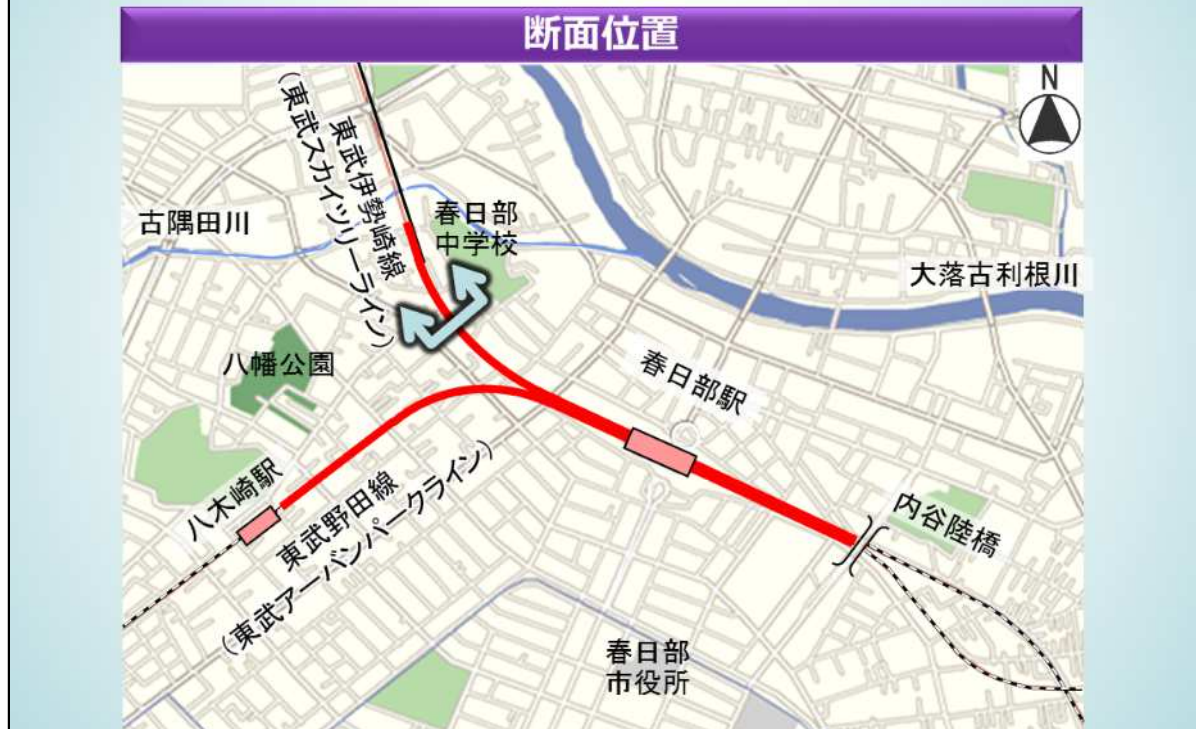 断面位置
N
東武伊勢崎線
(東武スカイツリーライン)
春日部
中学校
古隅田川
大落古利根川
八幡公園
春日部駅
八木崎駅
東武野田線
(東武アーバンパークライン)
内谷陸橋
春日部
市役所